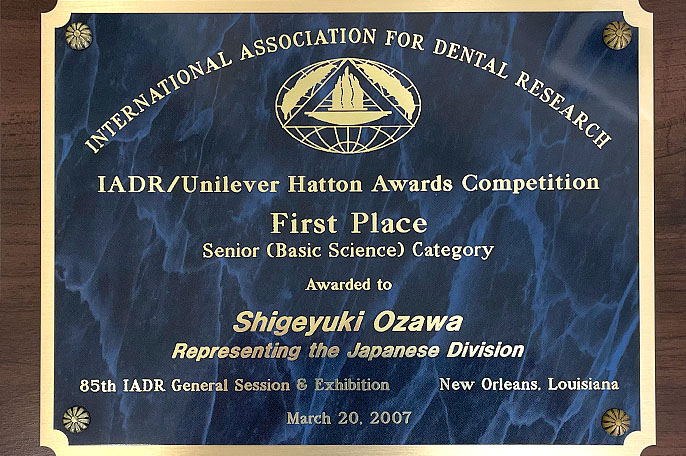 INTERNATIONAL ASSOCIATION FOR DENTAL RESEARCH
IADR/Unilever Hatton Awards Competition
First Place
Senior (Basic Science) Category
Awarded to
Shigeyuki Ozawa
Representing the Japanese Division
85th IADR General Session & Exhibition New Orleans, Louisiana
March 20, 2007